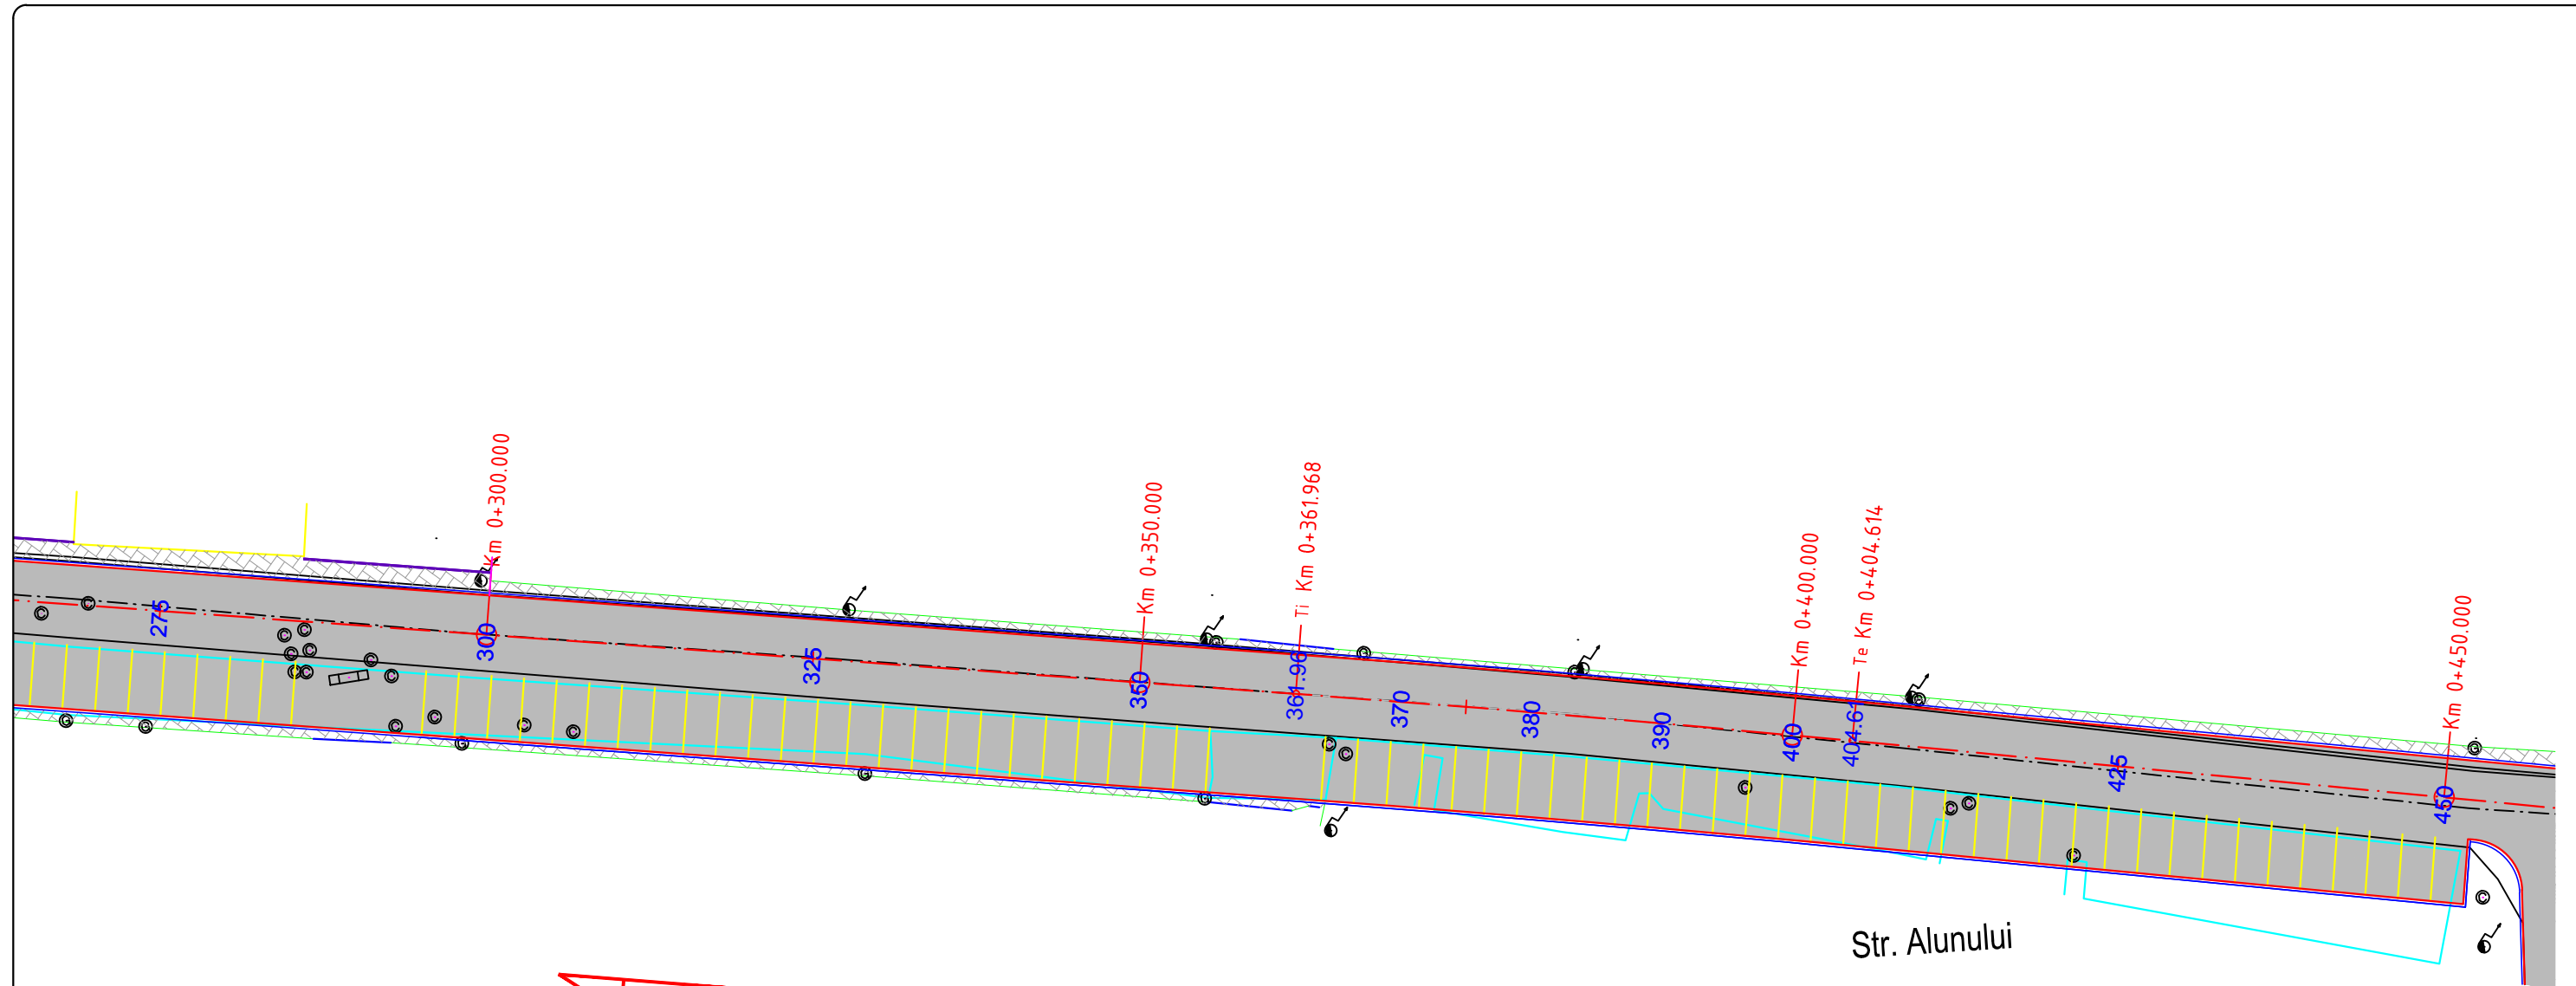 Km 0+300.000
Km 0+350.000
Ti Km 0+361.968
Km 0+400.000
Te Km 0+404.614
Km 0+450.000
275
300
325
350
361.96
370
380
390
400
404.61
425
450
Str. Alunului